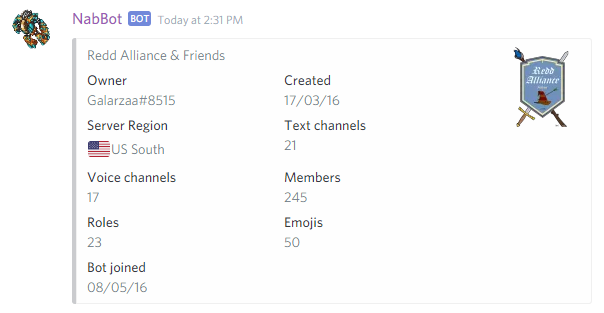 NabBot BOT Today at 2:31 PM
Redd Alliance & Friends
Redd
Alliance
Owner Created
Galarzaa#8515 17/03/16
Server Region Text channels
US South 21
Voice channels Members
17 245
Roles Emojis
23 50
Bot joined
08/05/16